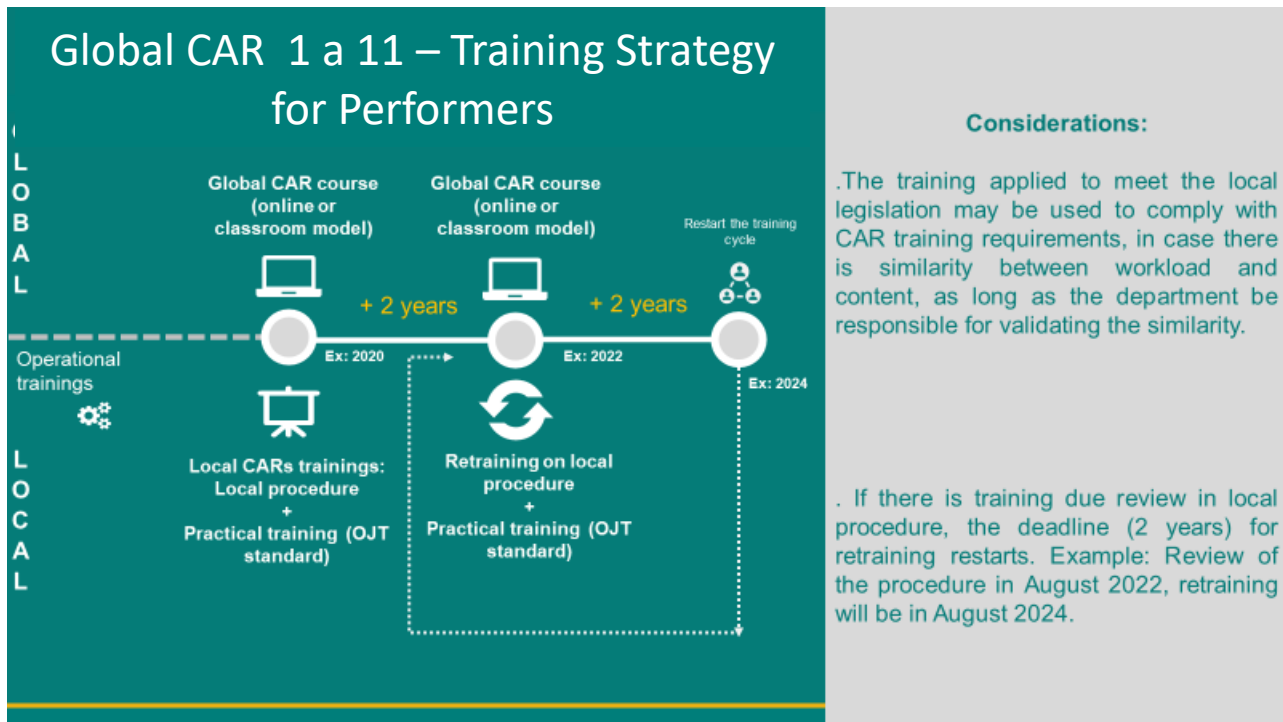 Global CAR 1 a 11 – Training Strategy
for Performers
L
O
B
A
L
Global CAR course
(online or
classroom model)
Global CAR course
(online or
classroom model)
Restart the training
cycle
+ 2 years
+ 2 years
Ex: 2020
Ex: 2022
Ex: 2024
Operational
trainings
L
O
C
A
L
Local CARs trainings:
Local procedure
+
Practical training (OJT
standard)
Retraining on local
procedure
+
Practical training (OJT
standard)
Considerations:
.The training applied to meet the local
legislation may be used to comply with
CAR training requirements, in case there
is similarity between workload and
content, as long as the department be
responsible for validating the similarity.
. If there is training due review in local
procedure, the deadline (2 years) for
retraining restarts. Example: Review of
the procedure in August 2022, retraining
will be in August 2024.